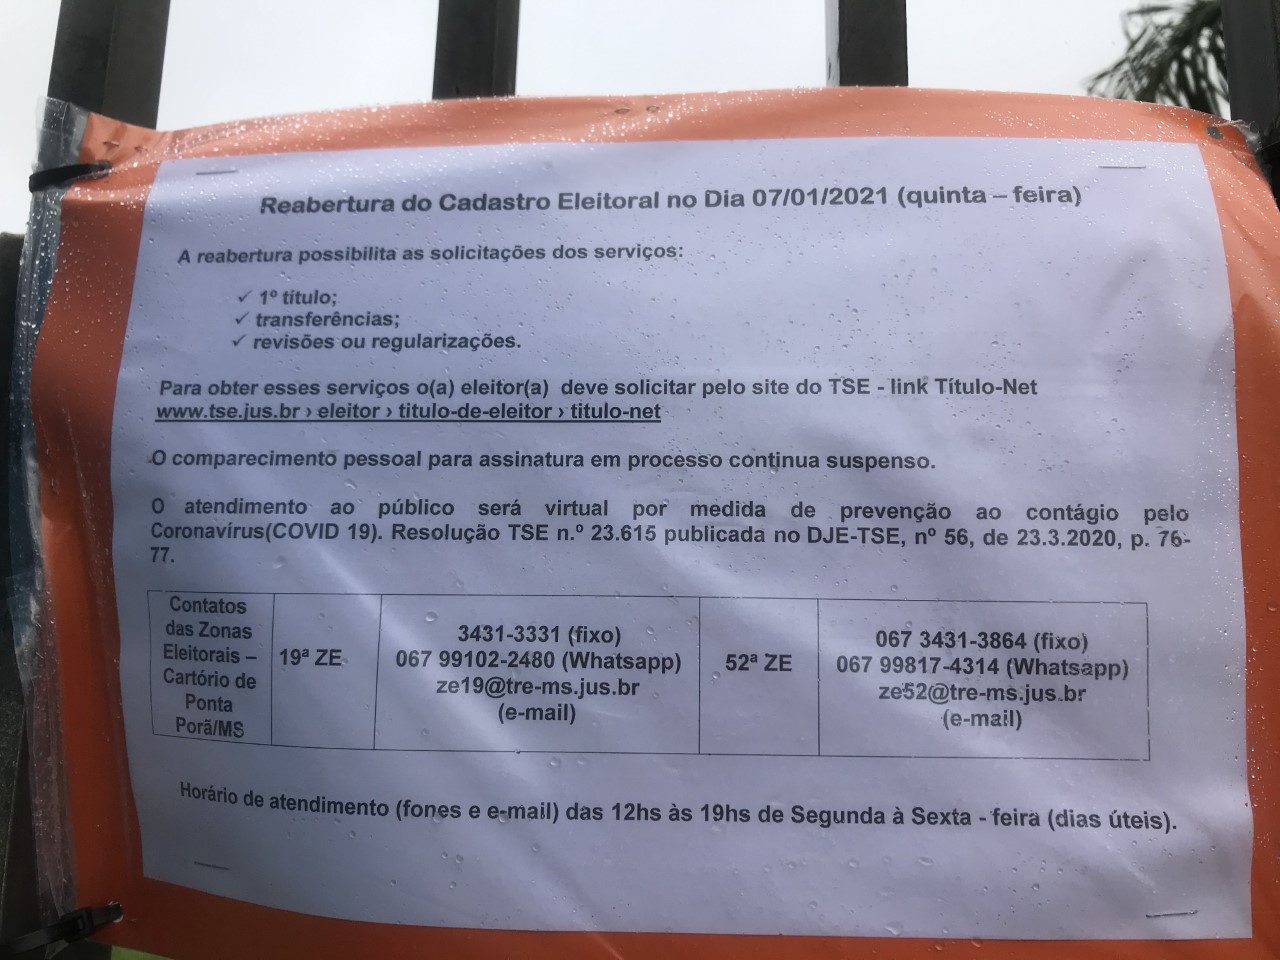 Reabertura do Cadastro Eleitoral no Dia 07/01/2021 (quinta – feira)
A reabertura possibilita as solicitações dos serviços:
✓ 1º título;
✓ transferências;
✓ revisões ou regularizações.
Para obter esses serviços o(a) eleitor(a) deve solicitar pelo site do TSE - link Título-Net
www.tse.jus.br › eleitor › titulo-de-eleitor › titulo-net
O comparecimento pessoal para assinatura em processo continua suspenso.
O atendimento ao público será virtual por medida de prevenção ao contágio pelo
Coronavírus(COVID 19). Resolução TSE n.º 23.615 publicada no DJE-TSE, nº 56, de 23.3.2020, p. 76-
77.
Contatos
das Zonas
Eleitorais –
Cartório de
Ponta
Porã/MS
19ª ZE
3431-3331 (fixo)
067 99102-2480 (Whatsapp)
ze19@tre-ms.jus.br
(e-mail)
52ª ZE
067 3431-3864 (fixo)
067 99817-4314 (Whatsapp)
ze52@tre-ms.jus.br
(e-mail)
Horário de atendimento (fones e e-mail) das 12hs às 19hs de Segunda à Sexta - feira (dias úteis).